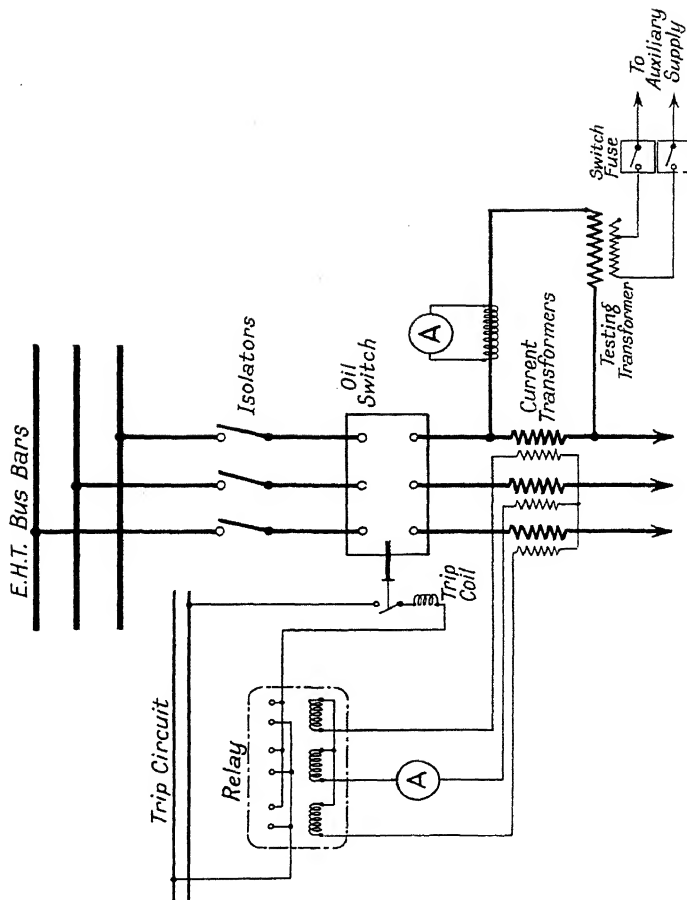 E.H.T. Bus Bars
Trip Circuit
Isolators
Relay
Oil
Switch
Trip
Coil
A
A
Current
Transformers
Testing
Transformer
Switch
Fuse
To
Auxiliary
Supply